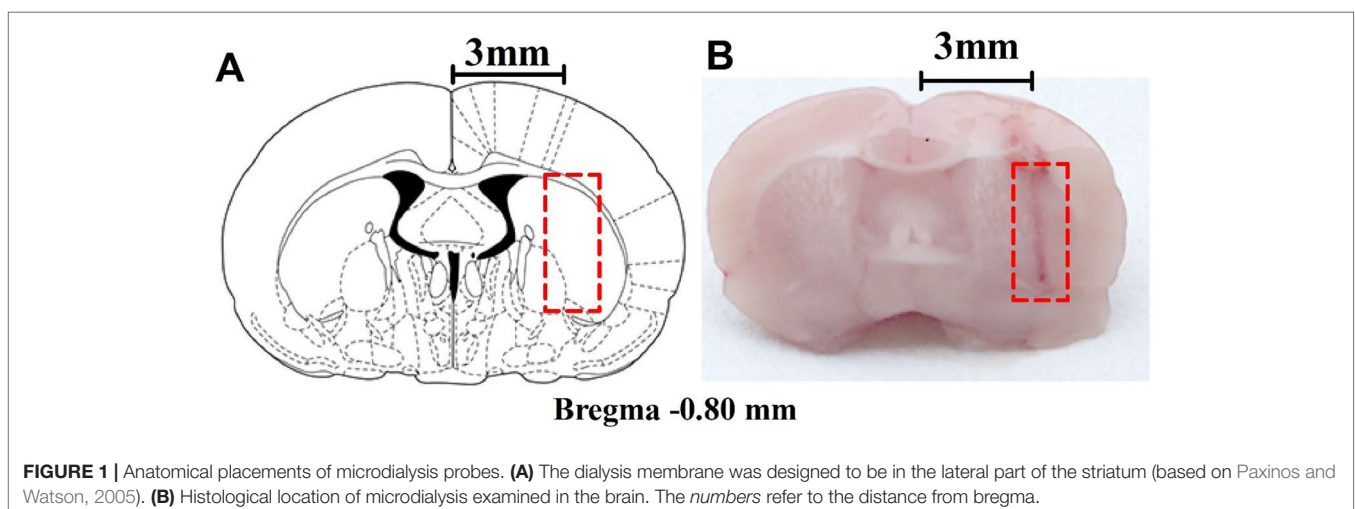 A
3mm
B
3mm
Bregma -0.80 mm
FIGURE 1 | Anatomical placements of microdialysis probes. (A) The dialysis membrane was designed to be in the lateral part of the striatum (based on Paxinos and
Watson, 2005). (B) Histological location of microdialysis examined in the brain. The numbers refer to the distance from bregma.